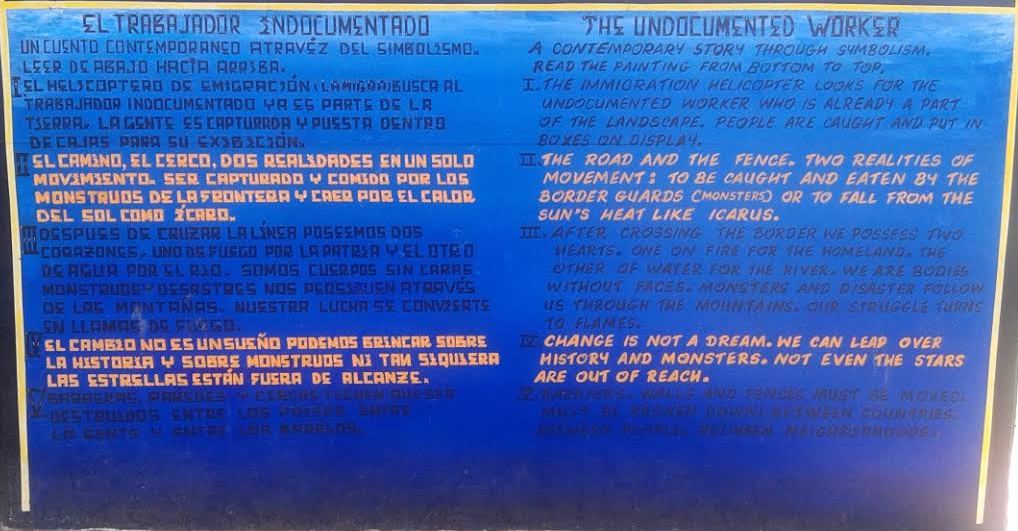 EL TRABAJADOR INDOCUMENTADO
UN CUENTO CONTEMPORANEO ATRAVÉZ DEL SIMBOLISMO.
LEER DE ABAJO HACÍA ARRIBA.
I EL HELICOPTERO DE EMIGRACIÓN (LA MIGRA) BUSCA AL
TRABAJADOR INDOCUMENTADO YA ES PARTE DE LA
TIERRA. LA GENTE ES CAPTURADA Y PUESTA DENTRO
DE CAJAS PARA SU EXIBICIÓN.
II EL CAMINO, EL CERCO, DOS REALIDADES EN UN SOLO
MOVIMIENTO. SER CAPTURADO Y COMIDO POR LOS
MONSTRUOS DE LA FRONTERA Y CAER POR EL CALOR
DEL SOL COMO ÍCARO.
III DESPUES DE CRUZAR LA LÍNEA POSEEMOS DOS
CORAZONES, UNO DE FUEGO POR LA PATRIA Y EL OTRO
DE AGUA POR EL RIO. SOMOS CUERPOS SIN CARAS
MONSTRUOS Y DESASTRES NOS PERSIGUEN ATRAVÉS
DE LAS MONTAÑAS. NUESTRA LUCHA SE CONVIERTE
EN LLAMAS DE FUEGO.
IV EL CAMBIO NO ES UN SUEÑO PODEMOS BRINCAR SOBRE
LA HISTORIA Y SOBRE MONSTRUOS NI TAN SIQUIERA
LAS ESTRELLAS ESTÁN FUERA DE ALCANZE.
V BARRERAS, PAREDES Y CERCAS TIENEN QUE SER
DESTRUIDOS ENTRE LOS PAISES, ENTRE
LA GENTE Y ENTRE LOS BARRIOS.
THE UNDOCUMENTED WORKER
A CONTEMPORARY STORY THROUGH SYMBOLISM.
READ THE PAINTING FROM BOTTOM TO TOP.
I. THE IMMIGRATION HELICOPTER LOOKS FOR THE
UNDOCUMENTED WORKER WHO IS ALREADY A PART
OF THE LANDSCAPE. PEOPLE ARE CAUGHT AND PUT IN
BOXES ON DISPLAY.
II. THE ROAD AND THE FENCE. TWO REALITIES OF
MOVEMENT: TO BE CAUGHT AND EATEN BY THE
BORDER GUARDS (MONSTERS) OR TO FALL FROM THE
SUN'S HEAT LIKE ICARUS.
III. AFTER CROSSING THE BORDER WE POSSESS TWO
HEARTS. ONE ON FIRE FOR THE HOMELAND. THE
OTHER OF WATER FOR THE RIVER. WE ARE BODIES
WITHOUT FACES. MONSTERS AND DISASTER FOLLOW
US THROUGH THE MOUNTAINS. OUR STRUGGLE TURNS
TO FLAMES.
IV. CHANGE IS NOT A DREAM. WE CAN LEAP OVER
HISTORY AND MONSTERS. NOT EVEN THE STARS
ARE OUT OF REACH.
V. BARRIERS, WALLS AND FENCES MUST BE MOVED.
MUST BE BROKEN DOWN: BETWEEN COUNTRIES.
BETWEEN PEOPLE. BETWEEN NEIGHBORHOODS.